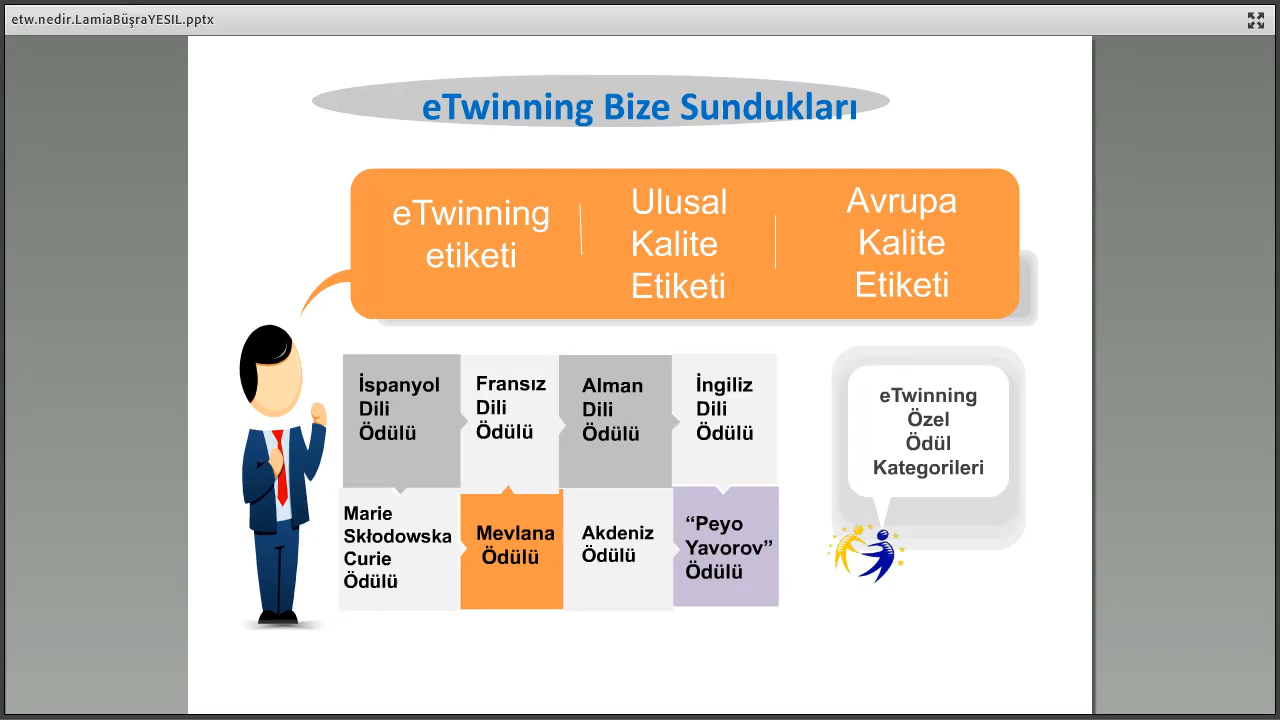 etw.nedir.LamiaBüşraYESIL.pptx
eTwinning Bize Sundukları
eTwinning
etiketi
Ulusal
Kalite
Etiketi
Avrupa
Kalite
Etiketi
İspanyol
Dili
Ödülü
Fransız
Dili
Ödülü
Alman
Dili
Ödülü
İngiliz
Dili
Ödülü
Marie
Skłodowska
Curie
Ödülü
Mevlana
Ödülü
Akdeniz
Ödülü
“Peyo
Yavorov”
Ödülü
eTwinning
Özel
Ödül
Kategorileri